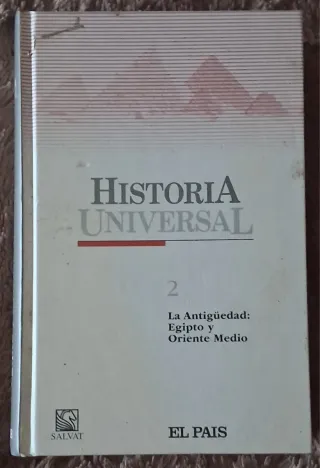 HISTORIA
UNIVERSAL
2
La Antigüedad:
Egipto y
Oriente Medio
SALVAT
EL PAIS